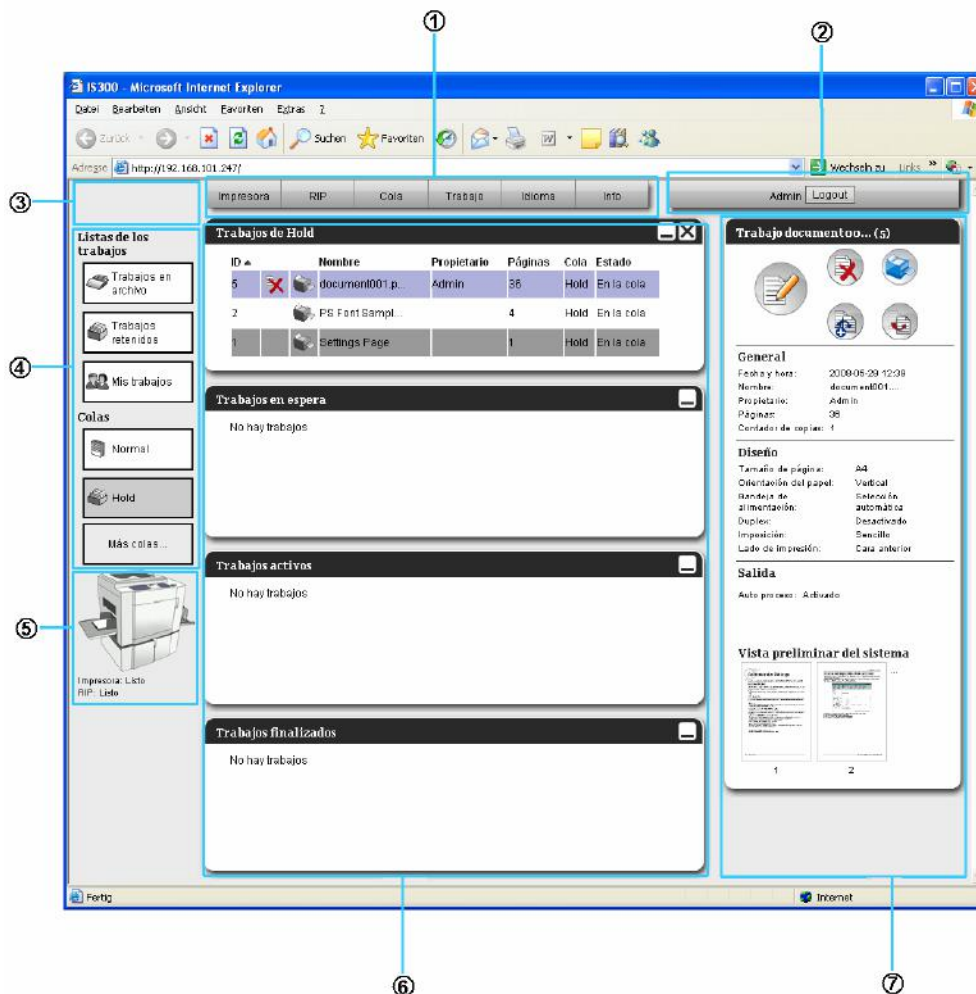 ①
②
IS300 - Microsoft Internet Explorer
Datei Bearbeiten Ansicht Favoriten Extras ?
Zurück Suchen Favoriten
Adresse http://192.168.101.247/ Wechseln zu Links »
③
Impresora RIP Cola Trabajo Idioma Info
Admin Logout
Listas de los
trabajos
Trabajos en
archivo
Trabajos
retenidos
④
Mis trabajos
Colas
Normal
Hold
Más colas...
⑤
Impresora: Listo
RIP: Listo
Trabajos de Hold
ID Nombre Propietario Páginas Cola Estado
5 document001.p... Admin 36 Hold En la cola
2 PS Font Sampl... 4 Hold En la cola
1 Settings Page 1 Hold En la cola
Trabajos en espera
No hay trabajos
Trabajos activos
No hay trabajos
Trabajos finalizados
No hay trabajos
Trabajo document00... (5)
General
Fecha y hora: 2008-05-29 12:39
Nombre: document001....
Propietario: Admin
Páginas: 36
Contador de copias: 1
Diseño
Tamaño de página: A4
Orientación del papel: Vertical
Bandeja de Selección
alimentación: automática
Duplex: Desactivado
Imposición: Sencillo
Lado de impresión: Cara anterior
Salida
Auto proceso: Activado
Vista preliminar del sistema
...
1 2
Fertig Internet
⑥
⑦